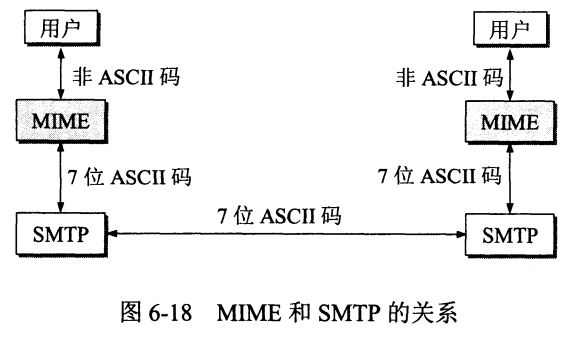 用户 用户
非 ASCII 码 非 ASCII 码
MIME MIME
7 位 ASCII 码 7 位 ASCII 码
7 位 ASCII 码
SMTP SMTP
图 6-18 MIME 和 SMTP 的关系